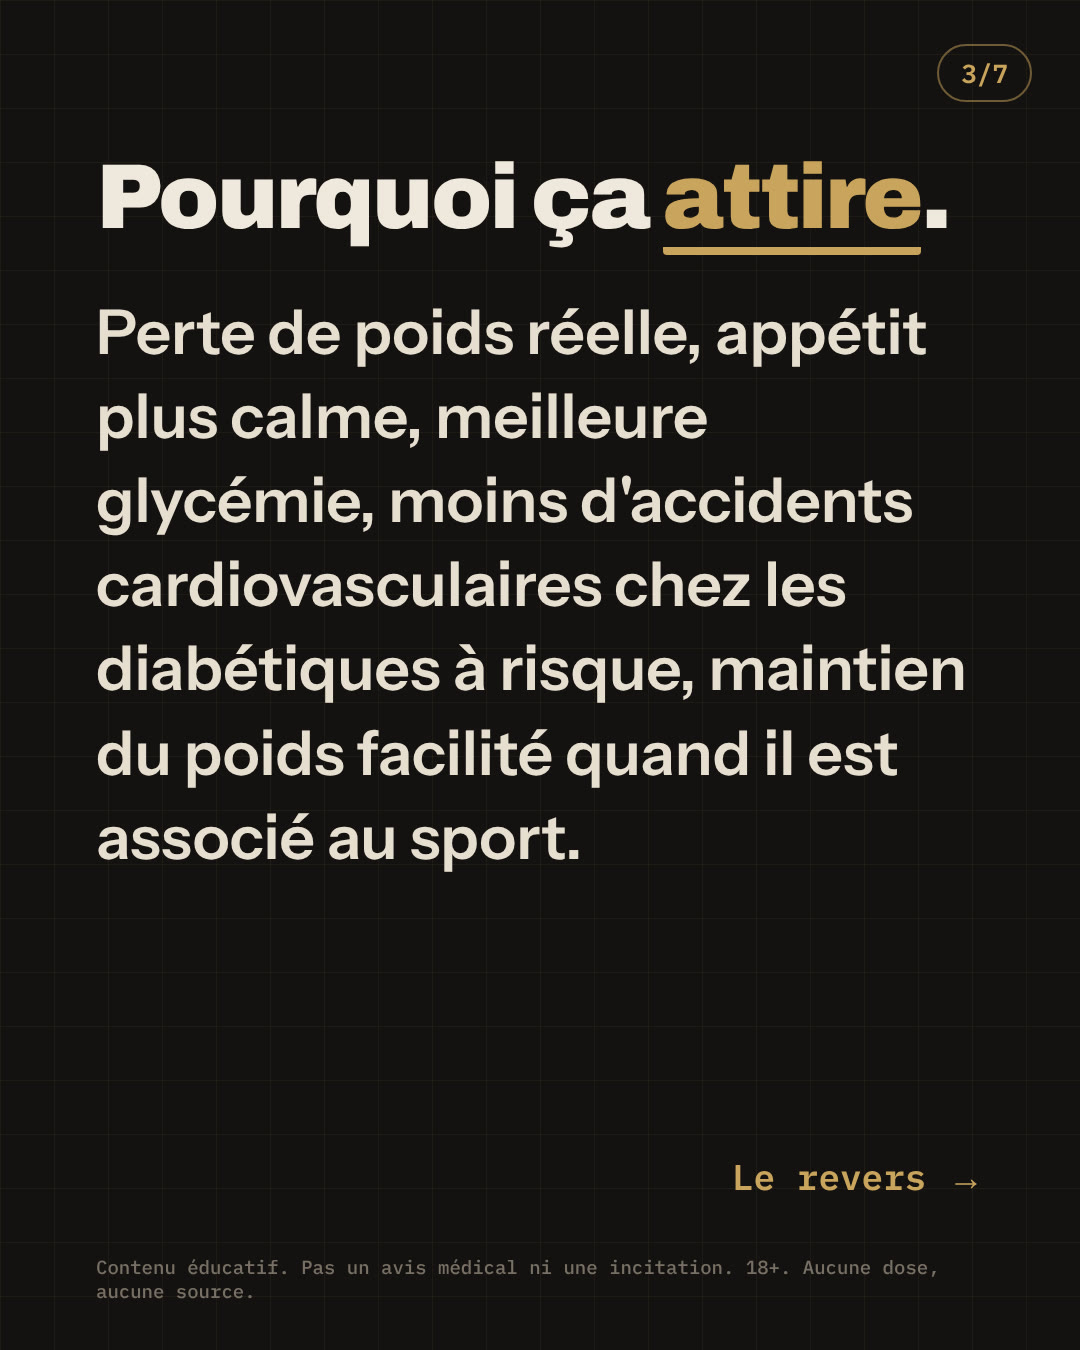 3/7
Pourquoi ça attire.
Perte de poids réelle, appétit
plus calme, meilleure
glycémie, moins d'accidents
cardiovasculaires chez les
diabétiques à risque, maintien
du poids facilité quand il est
associé au sport.
Le revers →
Contenu éducatif. Pas un avis médical ni une incitation. 18+. Aucune dose,
aucune source.